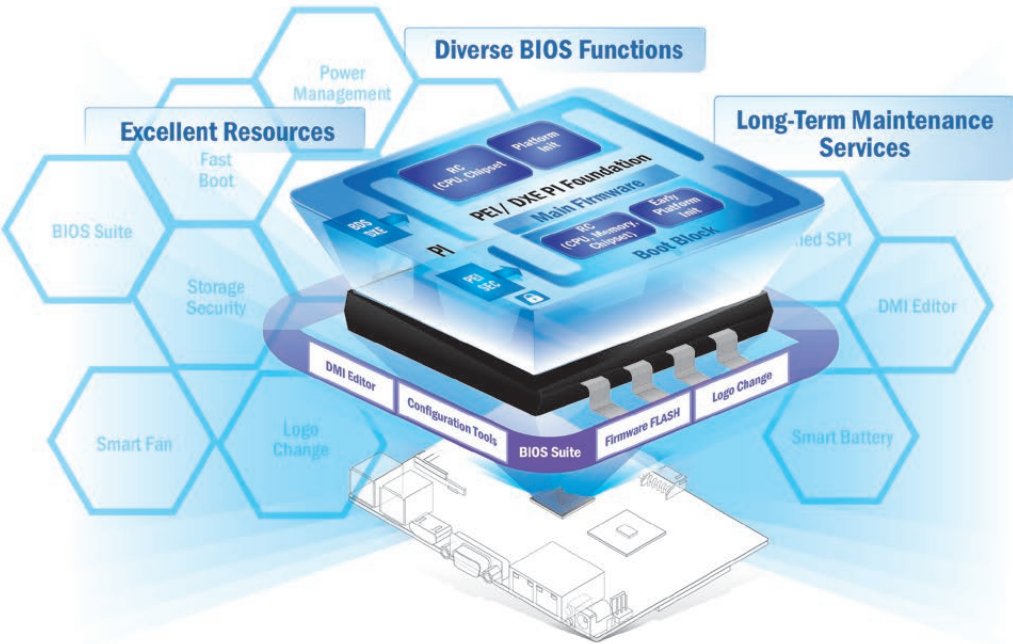 Diverse BIOS Functions
Power
Management
Excellent Resources
Long-Term Maintenance
Services
Fast
Boot
BIOS Suite
Storage
Security
Smart Fan
Logo
Change
RC
(CPU, Chipset
Platform
Init
PEI/ DXE PI Foundation
Main Firmware
BDS
DXE
PI
RC
(CPU, Memory,
Chipset)
Early
Platform
Init
Boot Block
PEI
SEC
SPI
DMI Editor
Smart Battery
DMI Editor
Configuration Tools
BIOS Suite
Firmware FLASH
Logo Change